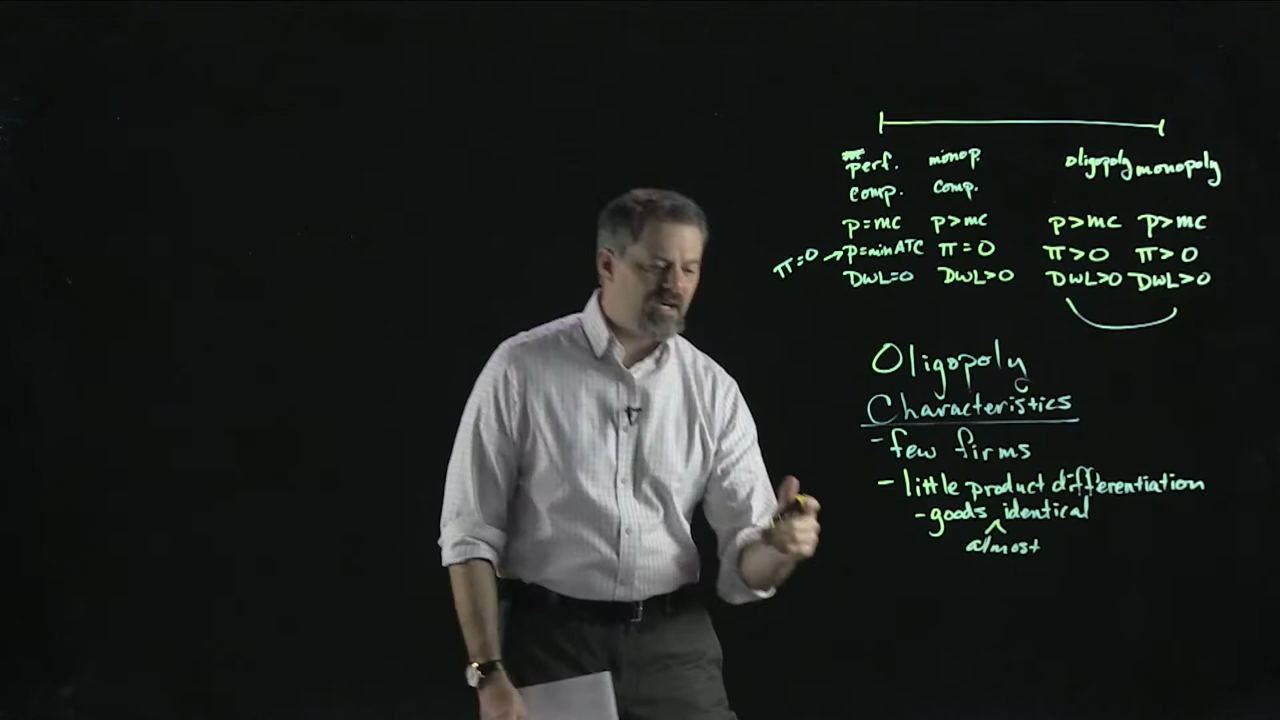 perf. monop. oligopoly monopoly
comp. comp.
p=mc p>mc p>mc p>mc
π=0 → p=minATC π=0 π>0 π>0
DWL=0 DWL>0 DWL>0 DWL>0
Oligopoly
Characteristics
- few firms
- little product differentiation
- goods ^ identical
almost